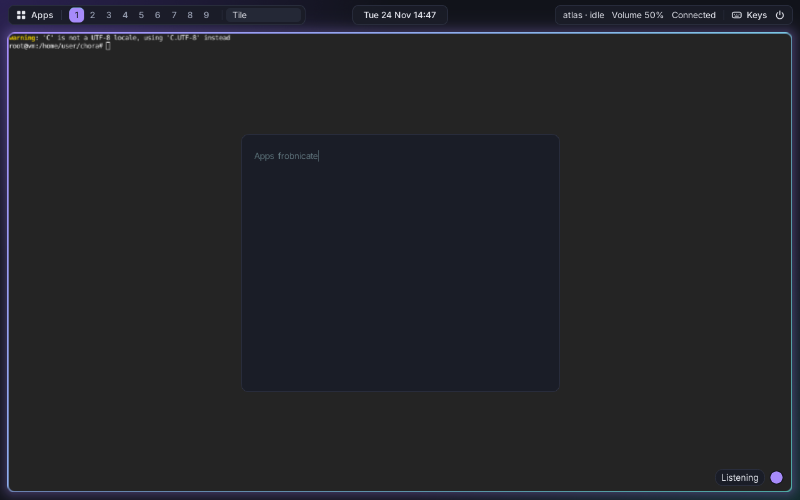 Apps 1 2 3 4 5 6 7 8 9 Tile Tue 24 Nov 14:47 atlas · idle Volume 50% Connected Keys
warning: 'C' is not a UTF-8 locale, using 'C.UTF-8' instead
root@vm:/home/user/chora#
Apps frobnicate
Listening